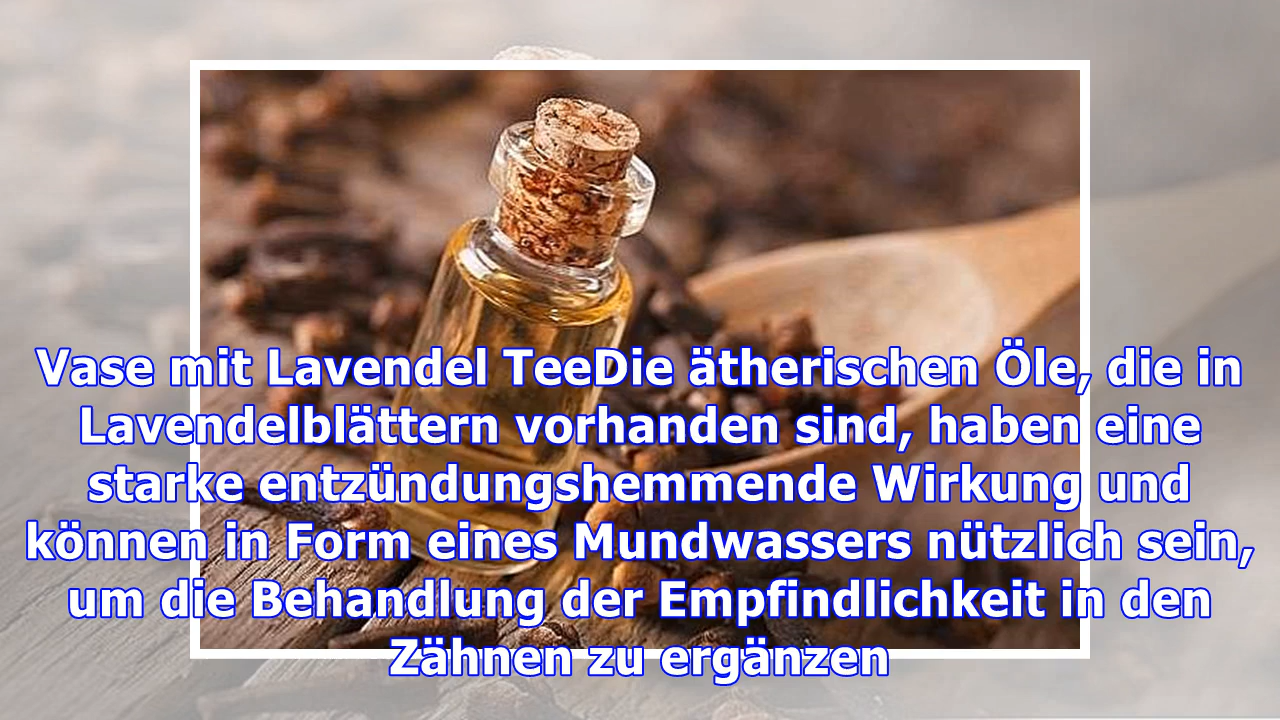 Vase mit Lavendel TeeDie ätherischen Öle, die in
Lavendelblättern vorhanden sind, haben eine
starke entzündungshemmende Wirkung und
können in Form eines Mundwassers nützlich sein,
um die Behandlung der Empfindlichkeit in den
Zähnen zu ergänzen